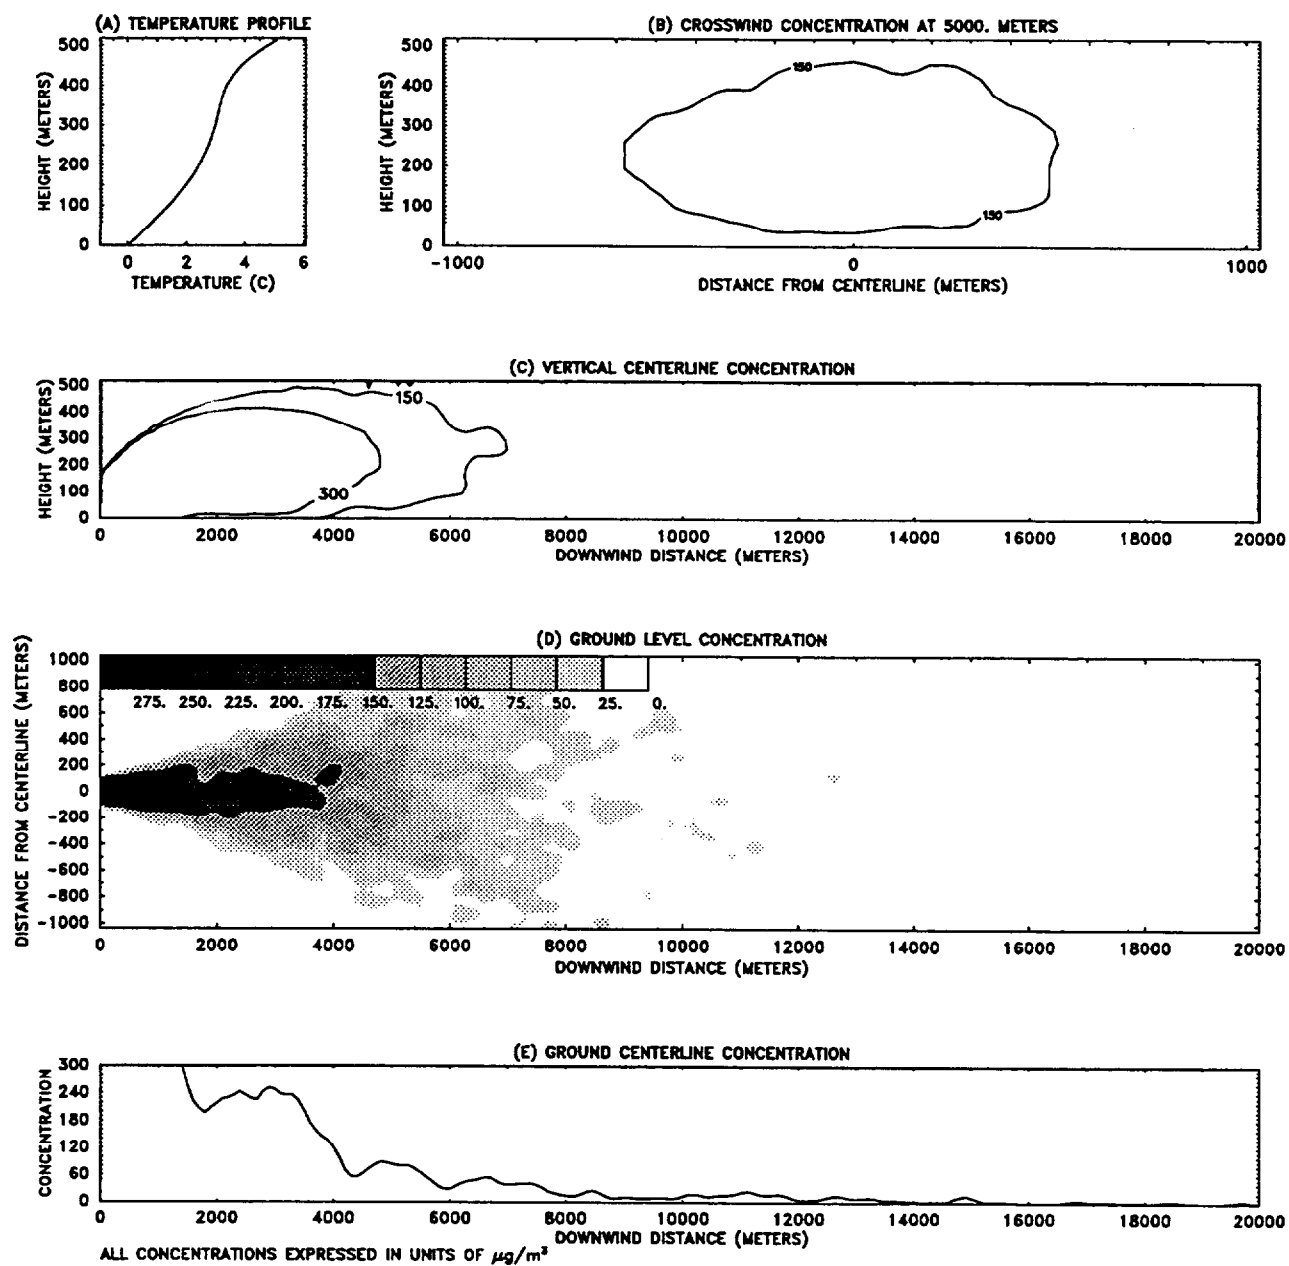 (A) TEMPERATURE PROFILE
(B) CROSSWIND CONCENTRATION AT 5000. METERS
HEIGHT (METERS)
500
400
300
200
100
0
0 2 4 6
TEMPERATURE (C)
HEIGHT (METERS)
500
400
300
200
100
0
150
150
-1000 0 1000
DISTANCE FROM CENTERLINE (METERS)
(C) VERTICAL CENTERLINE CONCENTRATION
HEIGHT (METERS)
500
400
300
200
100
0
150
300
0 2000 4000 6000 8000 10000 12000 14000 16000 18000 20000
DOWNWIND DISTANCE (METERS)
(D) GROUND LEVEL CONCENTRATION
DISTANCE FROM CENTERLINE (METERS)
1000
800
600
400
200
0
-200
-400
-600
-800
-1000
275. 250. 225. 200. 175. 150. 125. 100. 75. 50. 25. 0.
0 2000 4000 6000 8000 10000 12000 14000 16000 18000 20000
DOWNWIND DISTANCE (METERS)
(E) GROUND CENTERLINE CONCENTRATION
CONCENTRATION
300
240
180
120
60
0
0 2000 4000 6000 8000 10000 12000 14000 16000 18000 20000
DOWNWIND DISTANCE (METERS)
ALL CONCENTRATIONS EXPRESSED IN UNITS OF μg/m³